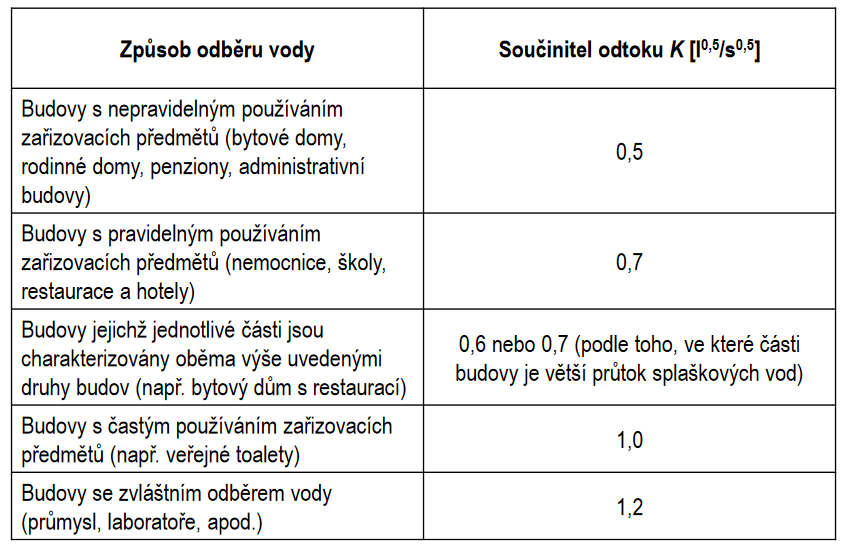 Způsob odběru vody
Součinitel odtoku K [l0,5/s0,5]
Budovy s nepravidelným používáním
zařizovacích předmětů (bytové domy,
rodinné domy, penziony, administrativní
budovy)
0,5
Budovy s pravidelným používáním
zařizovacích předmětů (nemocnice, školy,
restaurace a hotely)
0,7
Budovy jejichž jednotlivé části jsou
charakterizovány oběma výše uvedenými
druhy budov (např. bytový dům s restaurací)
0,6 nebo 0,7 (podle toho, ve které části
budovy je větší průtok splaškových vod)
Budovy s častým používáním zařizovacích
předmětů (např. veřejné toalety)
1,0
Budovy se zvláštním odběrem vody
(průmysl, laboratoře, apod.)
1,2